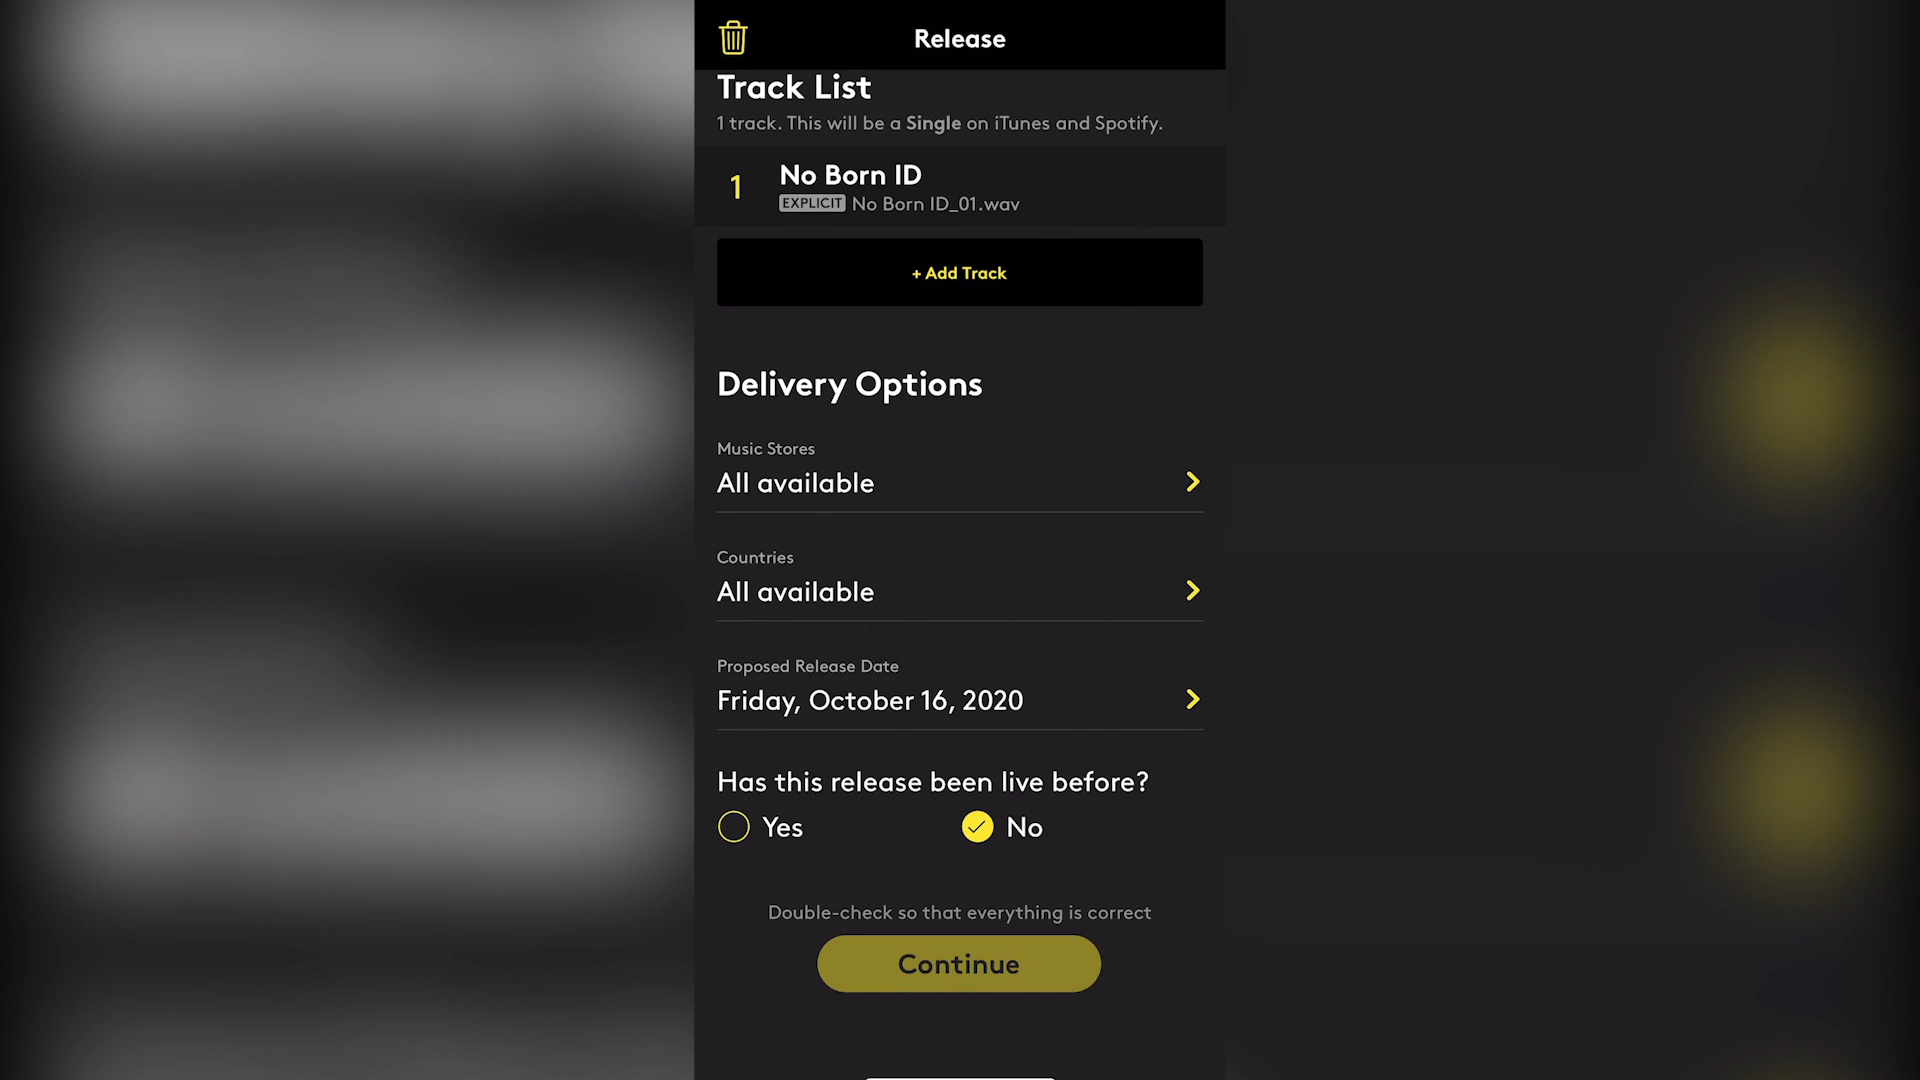 Release
Track List
1 track. This will be a Single on iTunes and Spotify.
1
No Born ID
EXPLICIT No Born ID_01.wav
+ Add Track
Delivery Options
Music Stores
All available
Countries
All available
Proposed Release Date
Friday, October 16, 2020
Has this release been live before?
Yes No
Double-check so that everything is correct
Continue